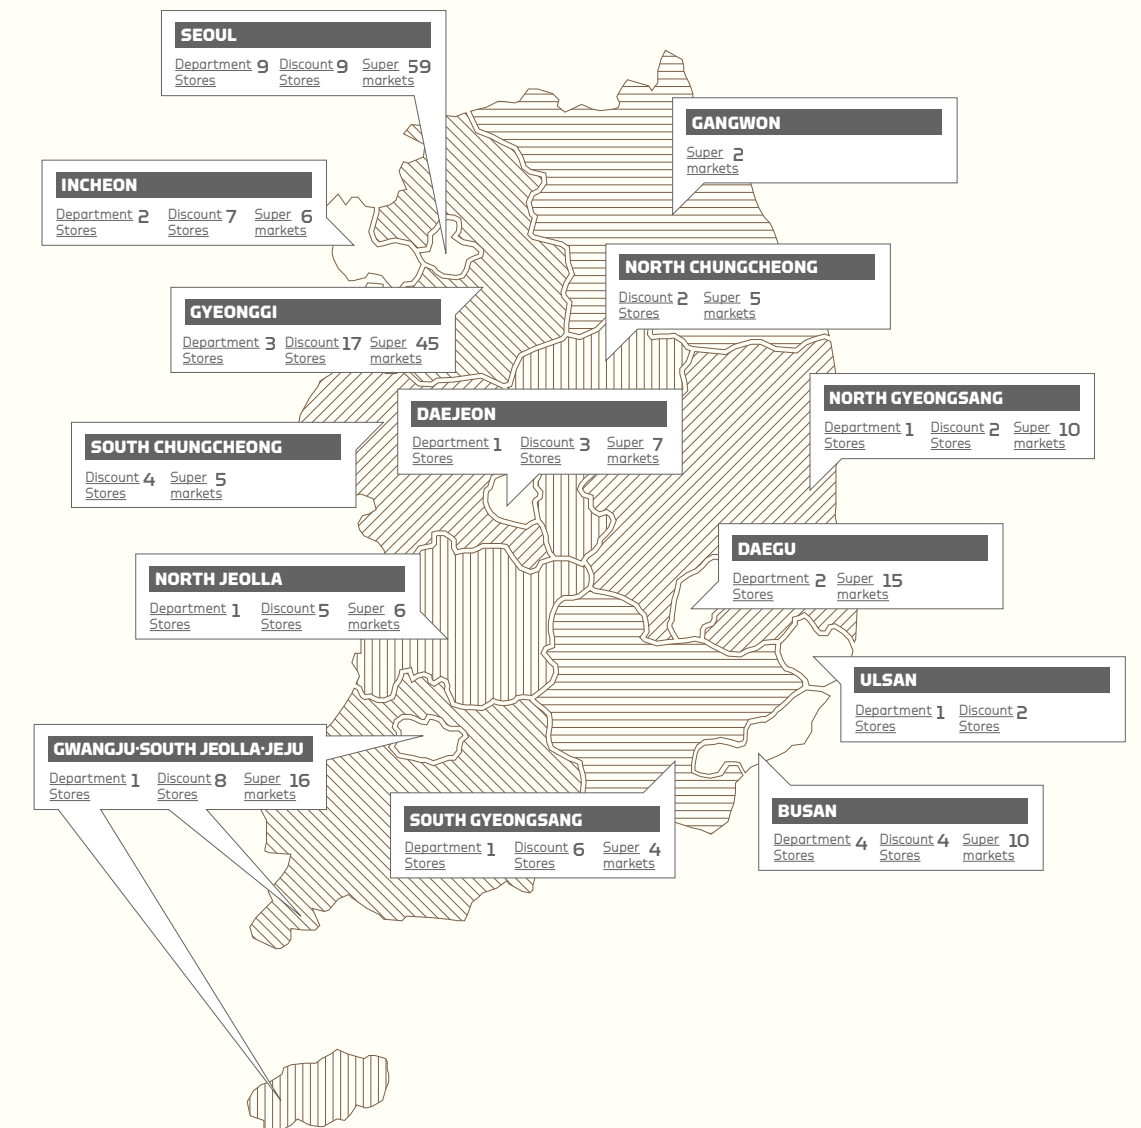 SEOUL
Department Stores 9 Discount Stores 9 Super markets 59
GANGWON
Super markets 2
INCHEON
Department Stores 2 Discount Stores 7 Super markets 6
NORTH CHUNGCHEONG
Discount Stores 2 Super markets 5
GYEONGGI
Department Stores 3 Discount Stores 17 Super markets 45
NORTH GYEONGSANG
Department Stores 1 Discount Stores 2 Super markets 10
DAEJEON
Department Stores 1 Discount Stores 3 Super markets 7
SOUTH CHUNGCHEONG
Discount Stores 4 Super markets 5
DAEGU
Department Stores 2 Super markets 15
NORTH JEOLLA
Department Stores 1 Discount Stores 5 Super markets 6
ULSAN
Department Stores 1 Discount Stores 2
GWANGJU·SOUTH JEOLLA·JEJU
Department Stores 1 Discount Stores 8 Super markets 16
SOUTH GYEONGSANG
Department Stores 1 Discount Stores 6 Super markets 4
BUSAN
Department Stores 4 Discount Stores 4 Super markets 10